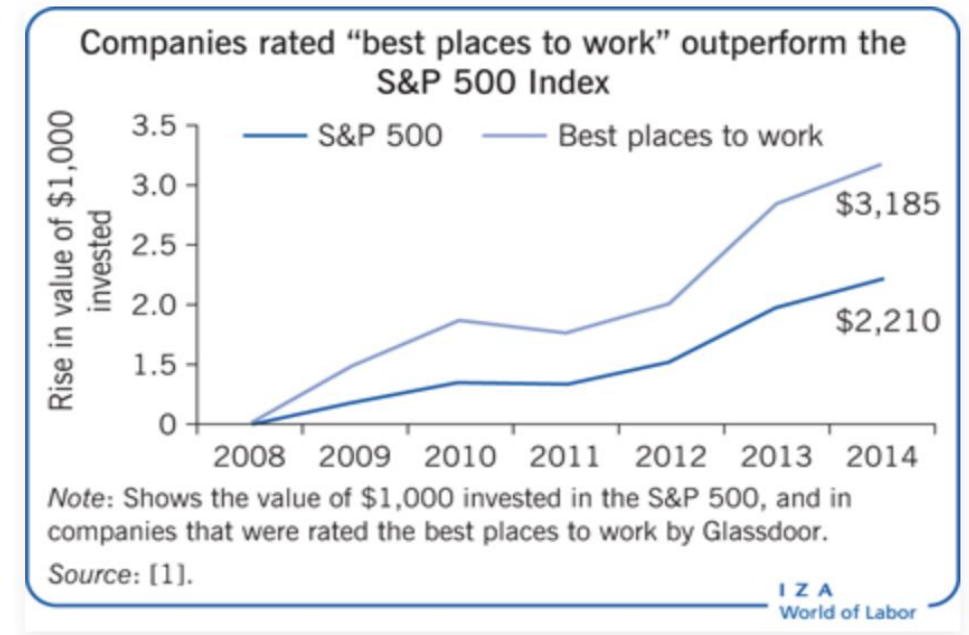 Companies rated “best places to work” outperform the
S&P 500 Index
Rise in value of $1,000
invested
S&P 500
Best places to work
3.5
3.0
2.5
2.0
1.5
0
$3,185
$2,210
2008 2009 2010 2011 2012 2013 2014
Note: Shows the value of $1,000 invested in the S&P 500, and in
companies that were rated the best places to work by Glassdoor.
Source: [1].
I Z A
World of Labor